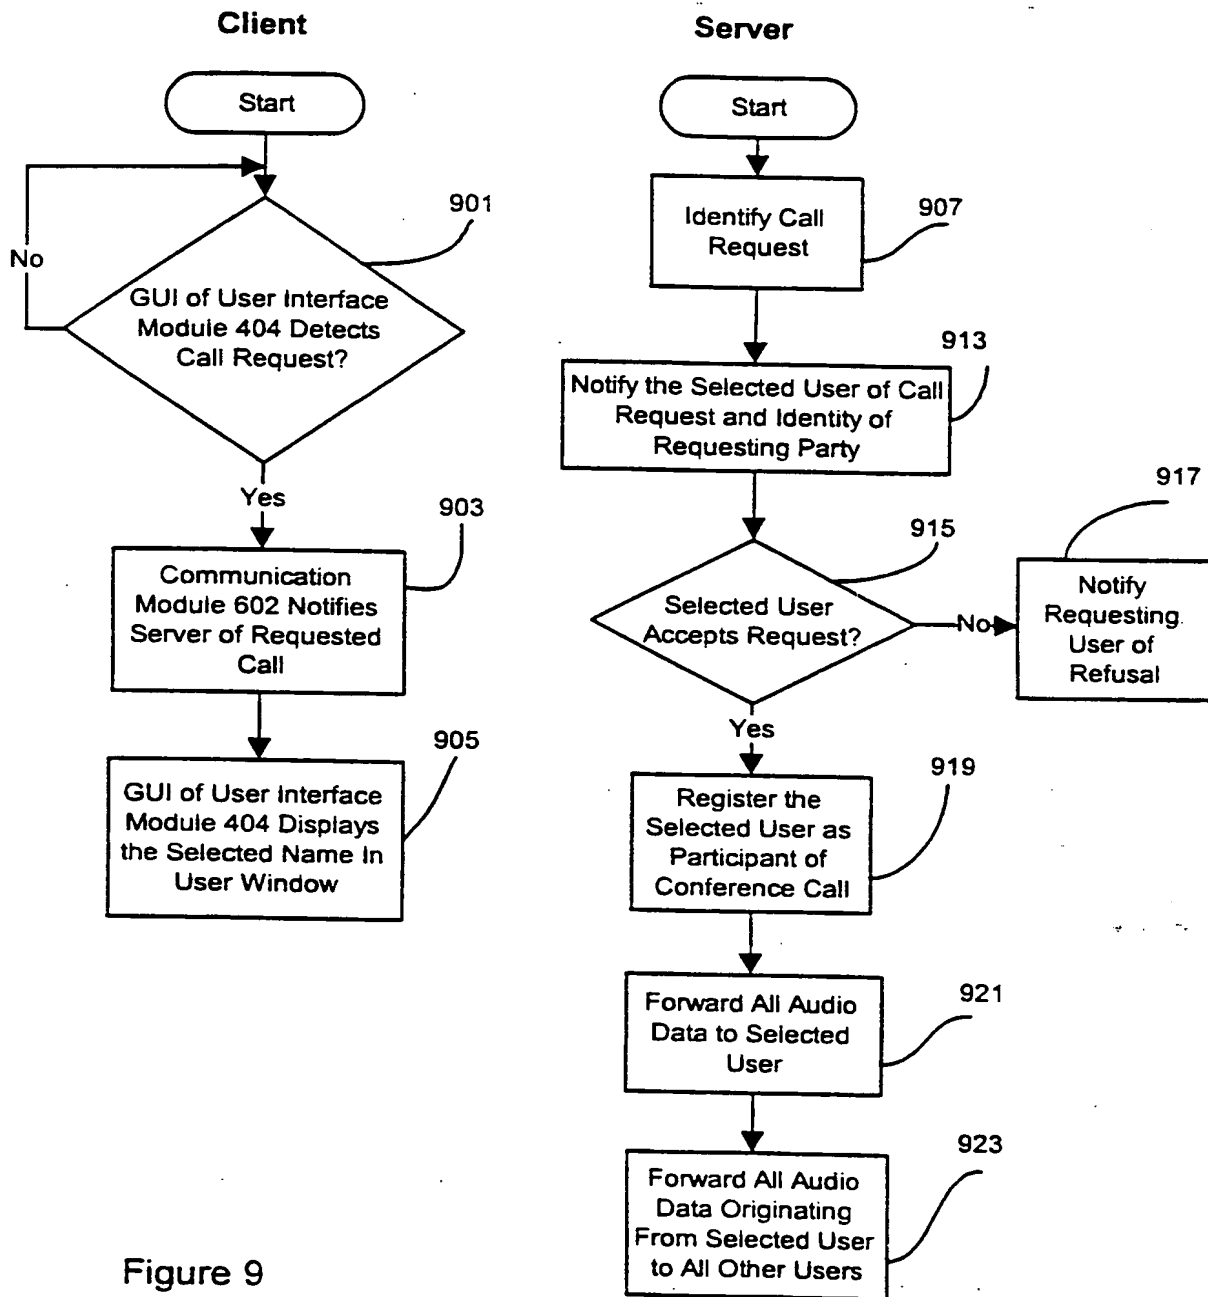 Client
Start
901
No
GUI of User Interface
Module 404 Detects
Call Request?
Yes
903
Communication
Module 602 Notifies
Server of Requested
Call
905
GUI of User Interface
Module 404 Displays
the Selected Name In
User Window
Server
Start
907
Identify Call
Request
913
Notify the Selected User of Call
Request and Identity of
Requesting Party
915
Selected User
Accepts Request?
No
917
Notify
Requesting
User of
Refusal
Yes
919
Register the
Selected User as
Participant of
Conference Call
921
Forward All Audio
Data to Selected
User
923
Forward All Audio
Data Originating
From Selected User
to All Other Users
Figure 9